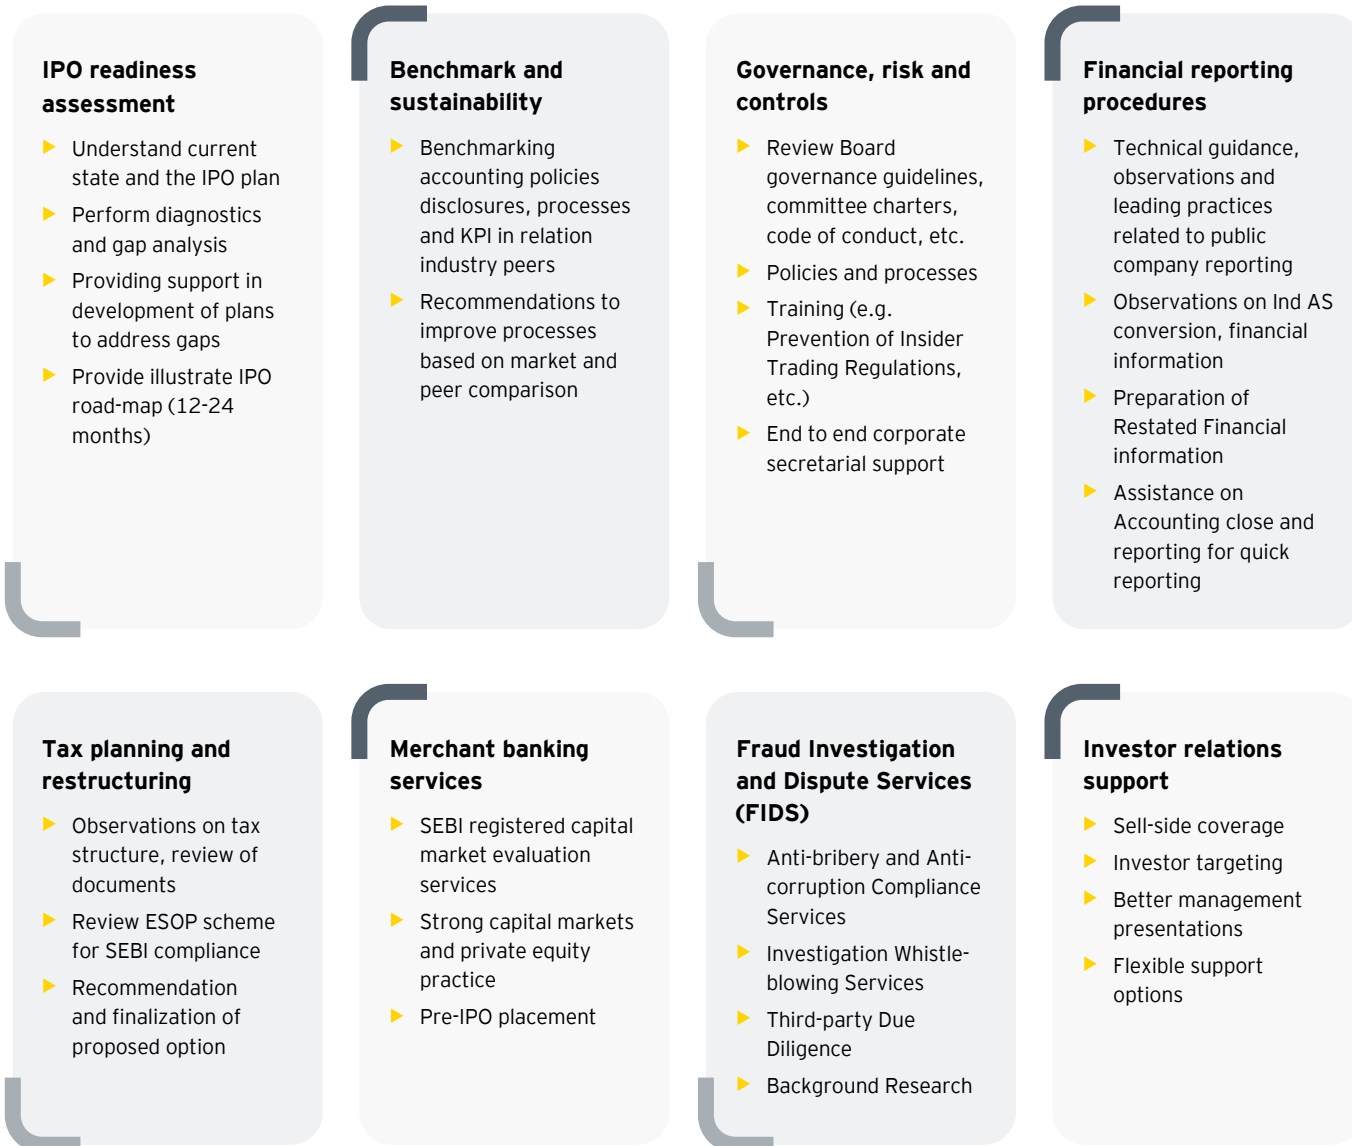 IPO readiness
assessment
Understand current
state and the IPO plan
Perform diagnostics
and gap analysis
Providing support in
development of plans
to address gaps
Provide illustrate IPO
road-map (12-24
months)
Benchmark and
sustainability
Benchmarking
accounting policies
disclosures, processes
and KPI in relation
industry peers
Recommendations to
improve processes
based on market and
peer comparison
Governance, risk and
controls
Review Board
governance guidelines,
committee charters,
code of conduct, etc.
Policies and processes
Training (e.g.
Prevention of Insider
Trading Regulations,
etc.)
End to end corporate
secretarial support
Financial reporting
procedures
Technical guidance,
observations and
leading practices
related to public
company reporting
Observations on Ind AS
conversion, financial
information
Preparation of
Restated Financial
information
Assistance on
Accounting close and
reporting for quick
reporting
Tax planning and
restructuring
Observations on tax
structure, review of
documents
Review ESOP scheme
for SEBI compliance
Recommendation
and finalization of
proposed option
Merchant banking
services
SEBI registered capital
market evaluation
services
Strong capital markets
and private equity
practice
Pre-IPO placement
Fraud Investigation
and Dispute Services
(FIDS)
Anti-bribery and Anti-
corruption Compliance
Services
Investigation Whistle-
blowing Services
Third-party Due
Diligence
Background Research
Investor relations
support
Sell-side coverage
Investor targeting
Better management
presentations
Flexible support
options